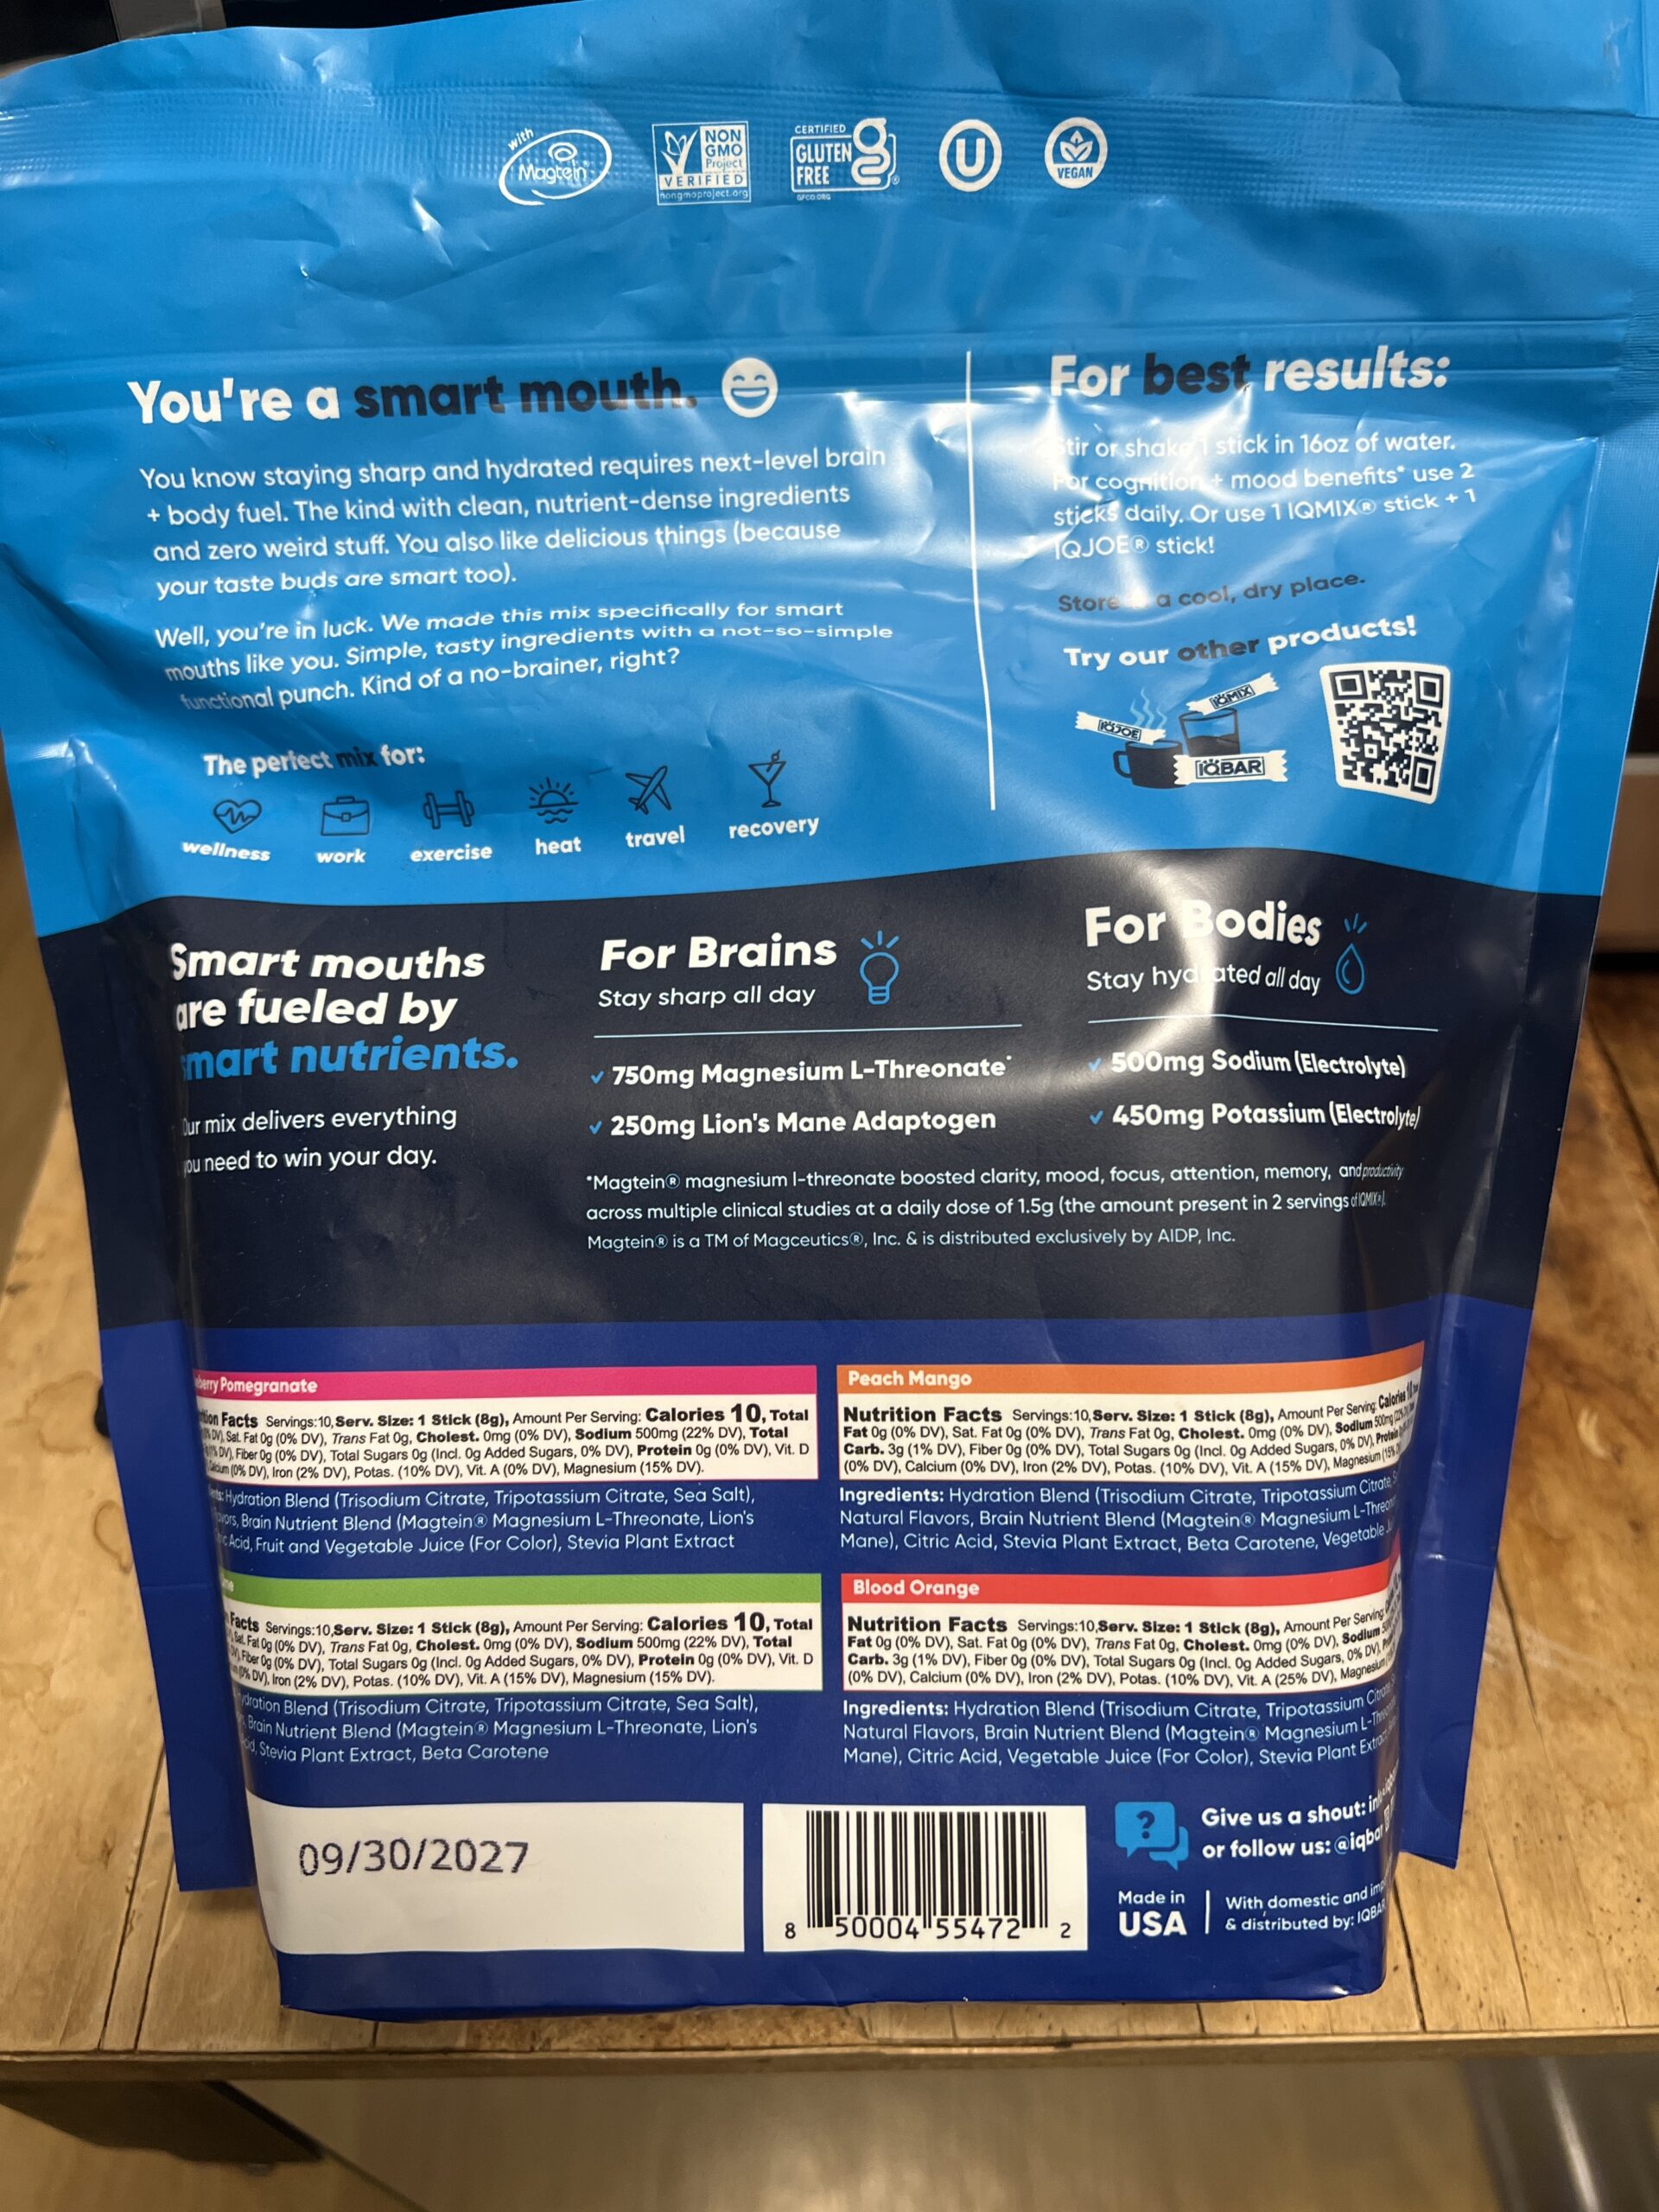 with
Magtein®
NON
GMO
Project
VERIFIED
nongmoproject.org
CERTIFIED
GLUTEN
FREE
GFCO.ORG
U
VEGAN
You're a smart mouth.
You know staying sharp and hydrated requires next-level brain
+ body fuel. The kind with clean, nutrient-dense ingredients
and zero weird stuff. You also like delicious things (because
your taste buds are smart too).
Well, you're in luck. We made this mix specifically for smart
mouths like you. Simple, tasty ingredients with a not-so-simple
functional punch. Kind of a no-brainer, right?
The perfect mix for:
wellness
work
exercise
heat
travel
recovery
For best results:
Stir or shake 1 stick in 16oz of water.
For cognition + mood benefits* use 2
sticks daily. Or use 1 IQMIX® stick + 1
IQJOE® stick!
Store a cool, dry place.
Try our other products!
IQJOE
IQMIX
IQBAR
Smart mouths
are fueled by
smart nutrients.
Our mix delivers everything
you need to win your day.
For Brains
Stay sharp all day
✓ 750mg Magnesium L-Threonate*
✓ 250mg Lion's Mane Adaptogen
For Bodies
Stay hydrated all day
✓ 500mg Sodium (Electrolyte)
✓ 450mg Potassium (Electrolyte)
*Magtein® magnesium l-threonate boosted clarity, mood, focus, attention, memory, and productivity
across multiple clinical studies at a daily dose of 1.5g (the amount present in 2 servings of IQMIX®).
Magtein® is a TM of Magceutics®, Inc. & is distributed exclusively by AIDP, Inc.
Pomegranate
Facts Servings:10, Serv. Size: 1 Stick (8g), Amount Per Serving: Calories 10, Total
DV), Sat. Fat 0g (0% DV), Trans Fat 0g, Cholest. 0mg (0% DV), Sodium 500mg (22% DV), Total
DV), Fiber 0g (0% DV), Total Sugars 0g (Incl. 0g Added Sugars, 0% DV), Protein 0g (0% DV), Vit. D
(0% DV), Iron (2% DV), Potas. (10% DV), Vit. A (0% DV), Magnesium (15% DV).
Hydration Blend (Trisodium Citrate, Tripotassium Citrate, Sea Salt),
Brain Nutrient Blend (Magtein® Magnesium L-Threonate, Lion's
Acid, Fruit and Vegetable Juice (For Color), Stevia Plant Extract
Peach Mango
Nutrition Facts Servings:10, Serv. Size: 1 Stick (8g), Amount Per Serving: Calories 10
Fat 0g (0% DV), Sat. Fat 0g (0% DV), Trans Fat 0g, Cholest. 0mg (0% DV), Sodium 500mg
Carb. 3g (1% DV), Fiber 0g (0% DV), Total Sugars 0g (Incl. 0g Added Sugars, 0% DV), Protein
(0% DV), Calcium (0% DV), Iron (2% DV), Potas. (10% DV), Vit. A (15% DV), Magnesium (15%
Ingredients: Hydration Blend (Trisodium Citrate, Tripotassium Citrate,
Natural Flavors, Brain Nutrient Blend (Magtein® Magnesium
Mane), Citric Acid, Stevia Plant Extract, Beta Carotene, Vegetable
Facts Servings:10, Serv. Size: 1 Stick (8g), Amount Per Serving: Calories 10, Total
Sat. Fat 0g (0% DV), Trans Fat 0g, Cholest. 0mg (0% DV), Sodium 500mg (22% DV), Total
Fiber 0g (0% DV), Total Sugars 0g (Incl. 0g Added Sugars, 0% DV), Protein 0g (0% DV), Vit. D
(0% DV), Iron (2% DV), Potas. (10% DV), Vit. A (15% DV), Magnesium (15% DV).
Hydration Blend (Trisodium Citrate, Tripotassium Citrate, Sea Salt),
Brain Nutrient Blend (Magtein® Magnesium L-Threonate, Lion's
Stevia Plant Extract, Beta Carotene
Blood Orange
Nutrition Facts Servings:10, Serv. Size: 1 Stick (8g), Amount Per Serving:
Fat 0g (0% DV), Sat. Fat 0g (0% DV), Trans Fat 0g, Cholest. 0mg (0% DV), Sodium
Carb. 3g (1% DV), Fiber 0g (0% DV), Total Sugars 0g (Incl. 0g Added Sugars, 0% DV),
(0% DV), Calcium (0% DV), Iron (2% DV), Potas. (10% DV), Vit. A (25% DV), Magnesium
Ingredients: Hydration Blend (Trisodium Citrate, Tripotassium
Natural Flavors, Brain Nutrient Blend (Magtein® Magnesium
Mane), Citric Acid, Vegetable Juice (For Color), Stevia Plant
09/30/2027
8 50004 55472 2
?
Give us a shout:
or follow us: @iqbar
Made in
USA
With domestic and
& distributed by: IQBAR